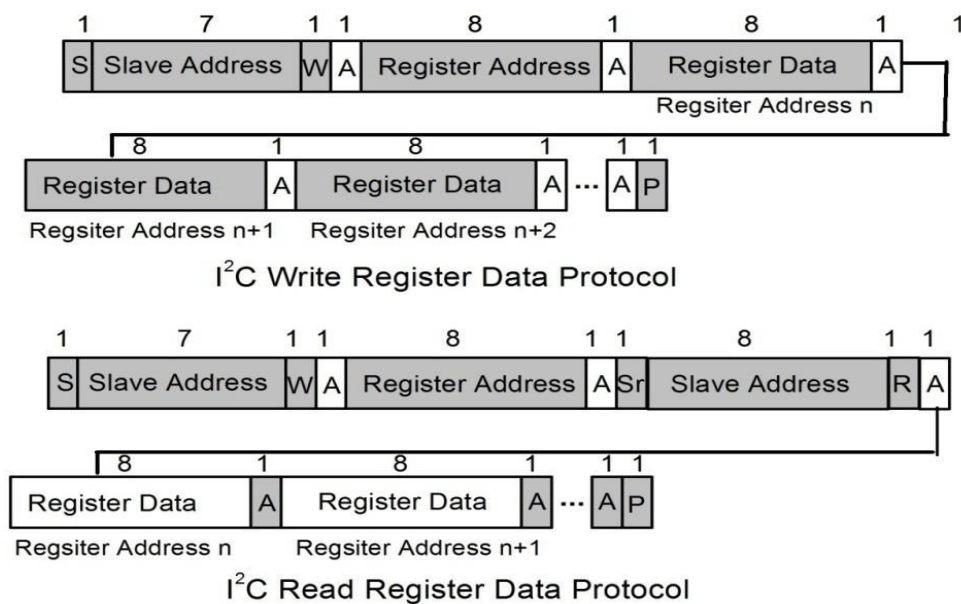 1 7 1 1 8 1 8 1 1
S Slave Address W A Register Address A Register Data A
Regsiter Address n
8 1 8 1 1 1
Register Data A Register Data A ... A P
Regsiter Address n+1 Regsiter Address n+2
I²C Write Register Data Protocol
1 7 1 1 8 1 1 8 1 1
S Slave Address W A Register Address A Sr Slave Address R A
8 1 8 1 1 1
Register Data A Register Data A ... A P
Regsiter Address n Regsiter Address n+1
I²C Read Register Data Protocol